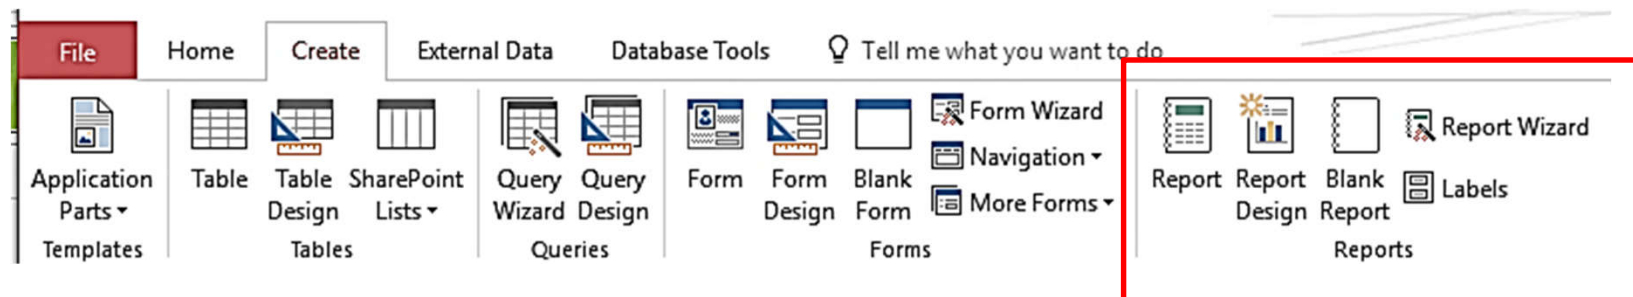 File Home Create External Data Database Tools Tell me what you want to do
Application Parts
Templates
Table
Table Design
SharePoint Lists
Tables
Query Wizard
Query Design
Queries
Form
Form Design
Blank Form
Form Wizard
Navigation
More Forms
Forms
Report
Report Design
Blank Report
Report Wizard
Labels
Reports